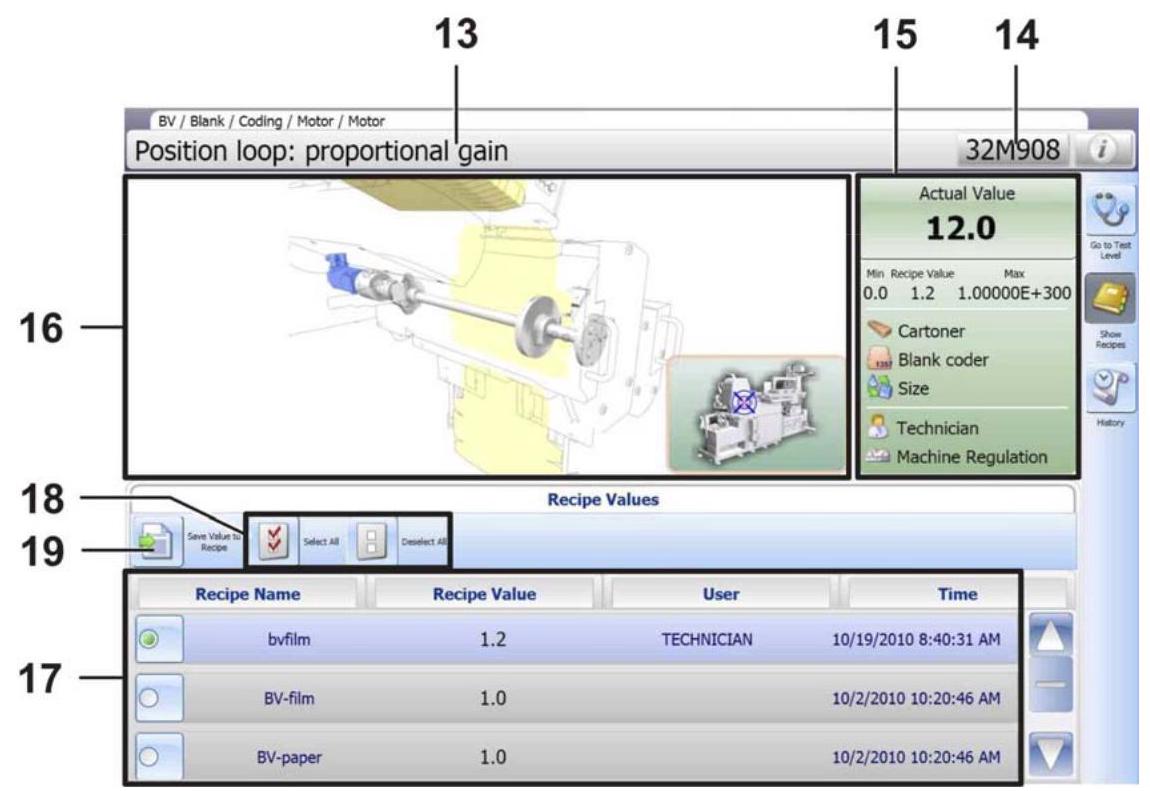 13
15
14
BV / Blank / Coding / Motor / Motor
Position loop: proportional gain
32M908
i
Actual Value
12.0
Min Recipe Value Max
0.0 1.2 1.00000E+300
Cartoner
1357 Blank coder
Size
Technician
Machine Regulation
Go to Test
Level
Show
Recipes
History
16
Recipe Values
18
19
Save Value to
Recipe
Select All
Deselect All
Recipe Name Recipe Value User Time
bvfilm 1.2 TECHNICIAN 10/19/2010 8:40:31 AM
17
BV-film 1.0 10/2/2010 10:20:46 AM
BV-paper 1.0 10/2/2010 10:20:46 AM